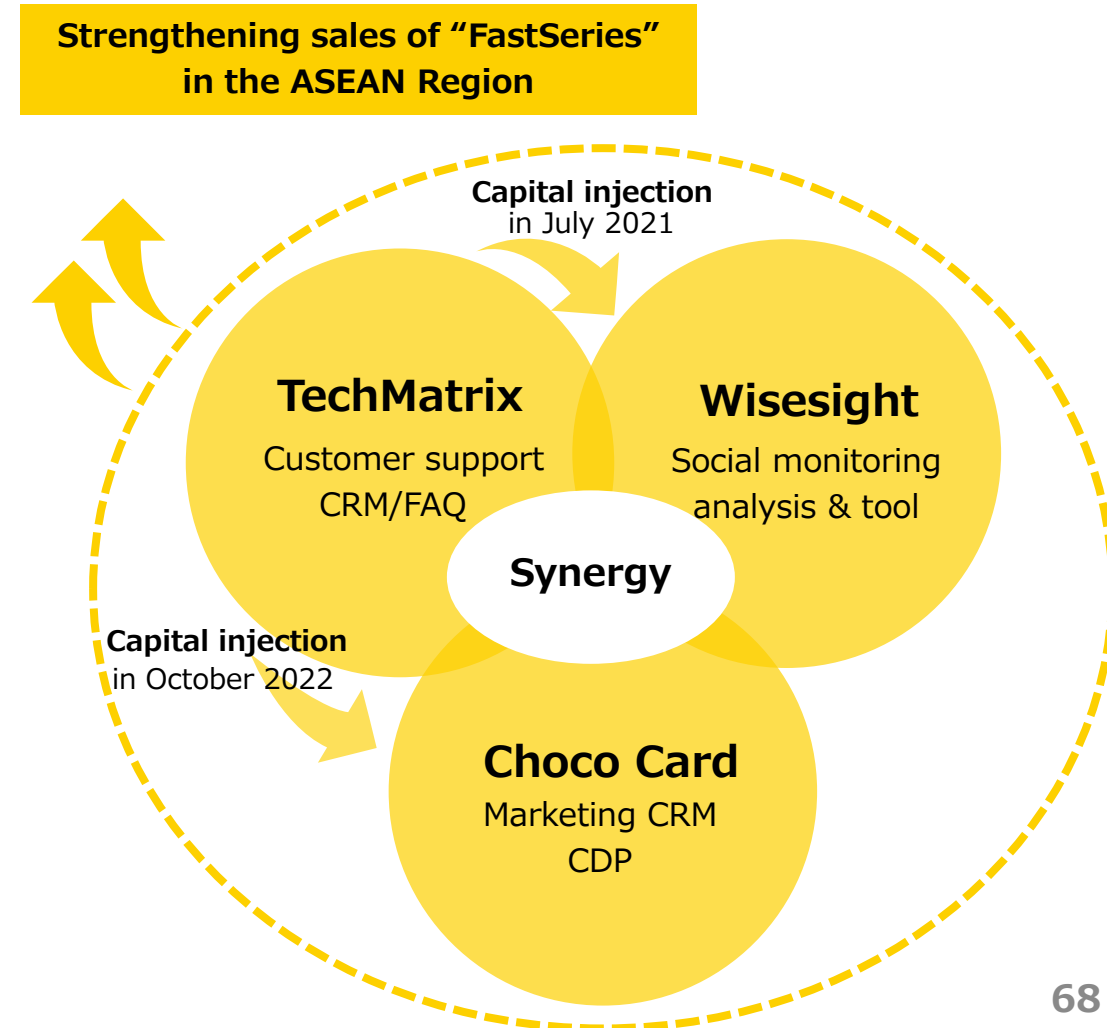 Strengthening sales of “FastSeries”
in the ASEAN Region
Capital injection
in July 2021
TechMatrix
Customer support
CRM/FAQ
Wisesight
Social monitoring
analysis & tool
Synergy
Capital injection
in October 2022
Choco Card
Marketing CRM
CDP
68